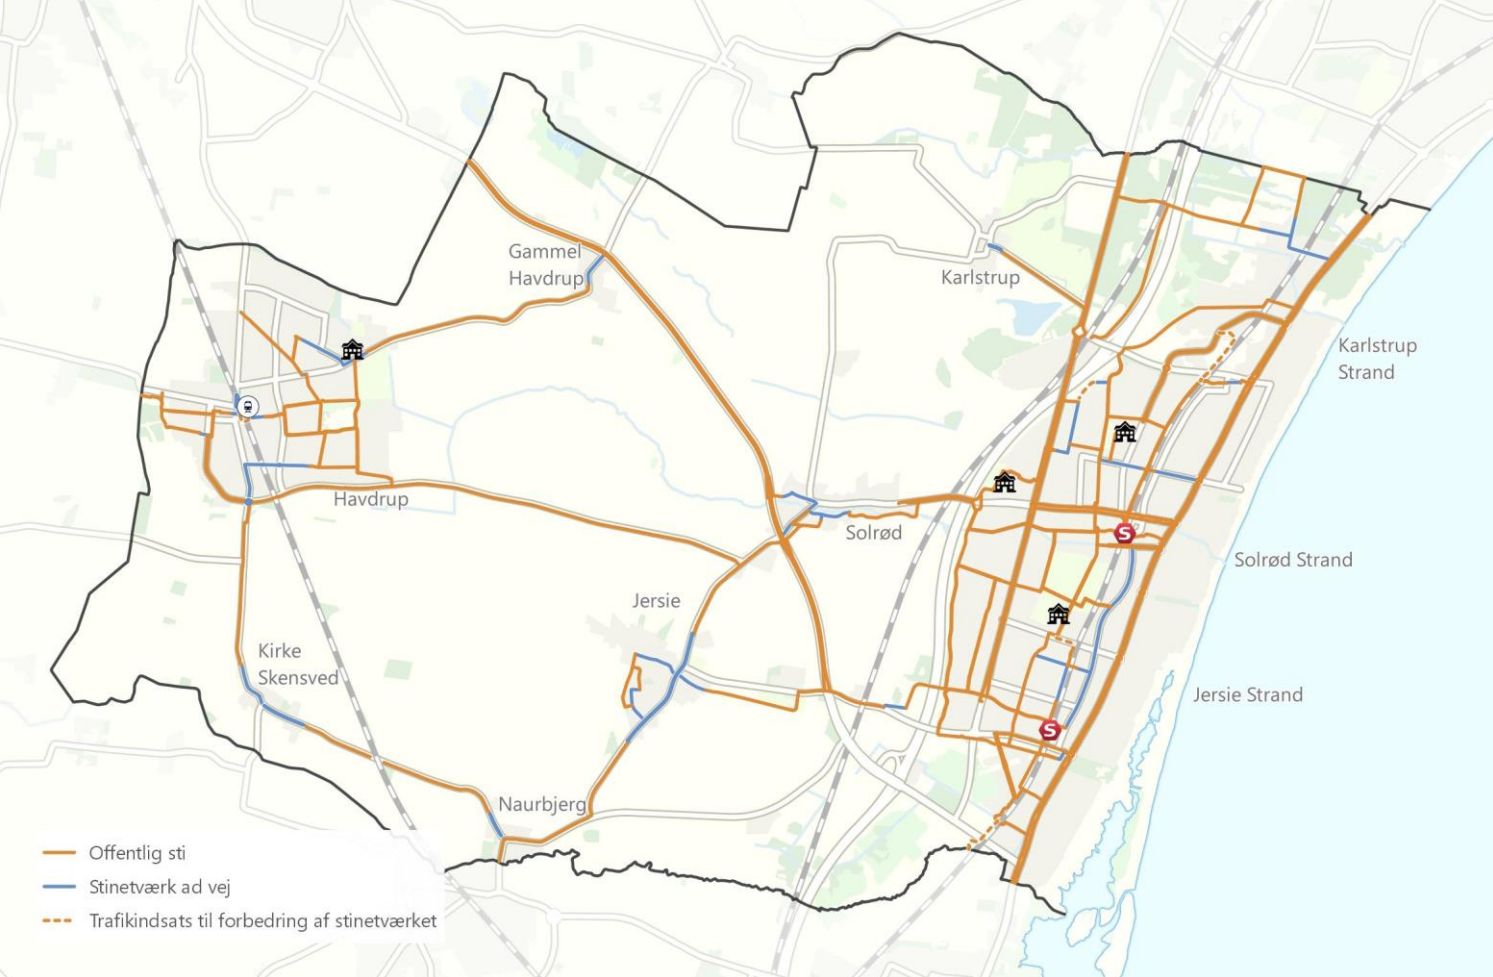 Gammel
Havdrup
Karlstrup
Karlstrup
Strand
Havdrup
Solrød
Solrød Strand
Jersie
Kirke
Skensved
Jersie Strand
Naurbjerg
S
S
Offentlig sti
Stinetværk ad vej
Trafikindsats til forbedring af stinetværket